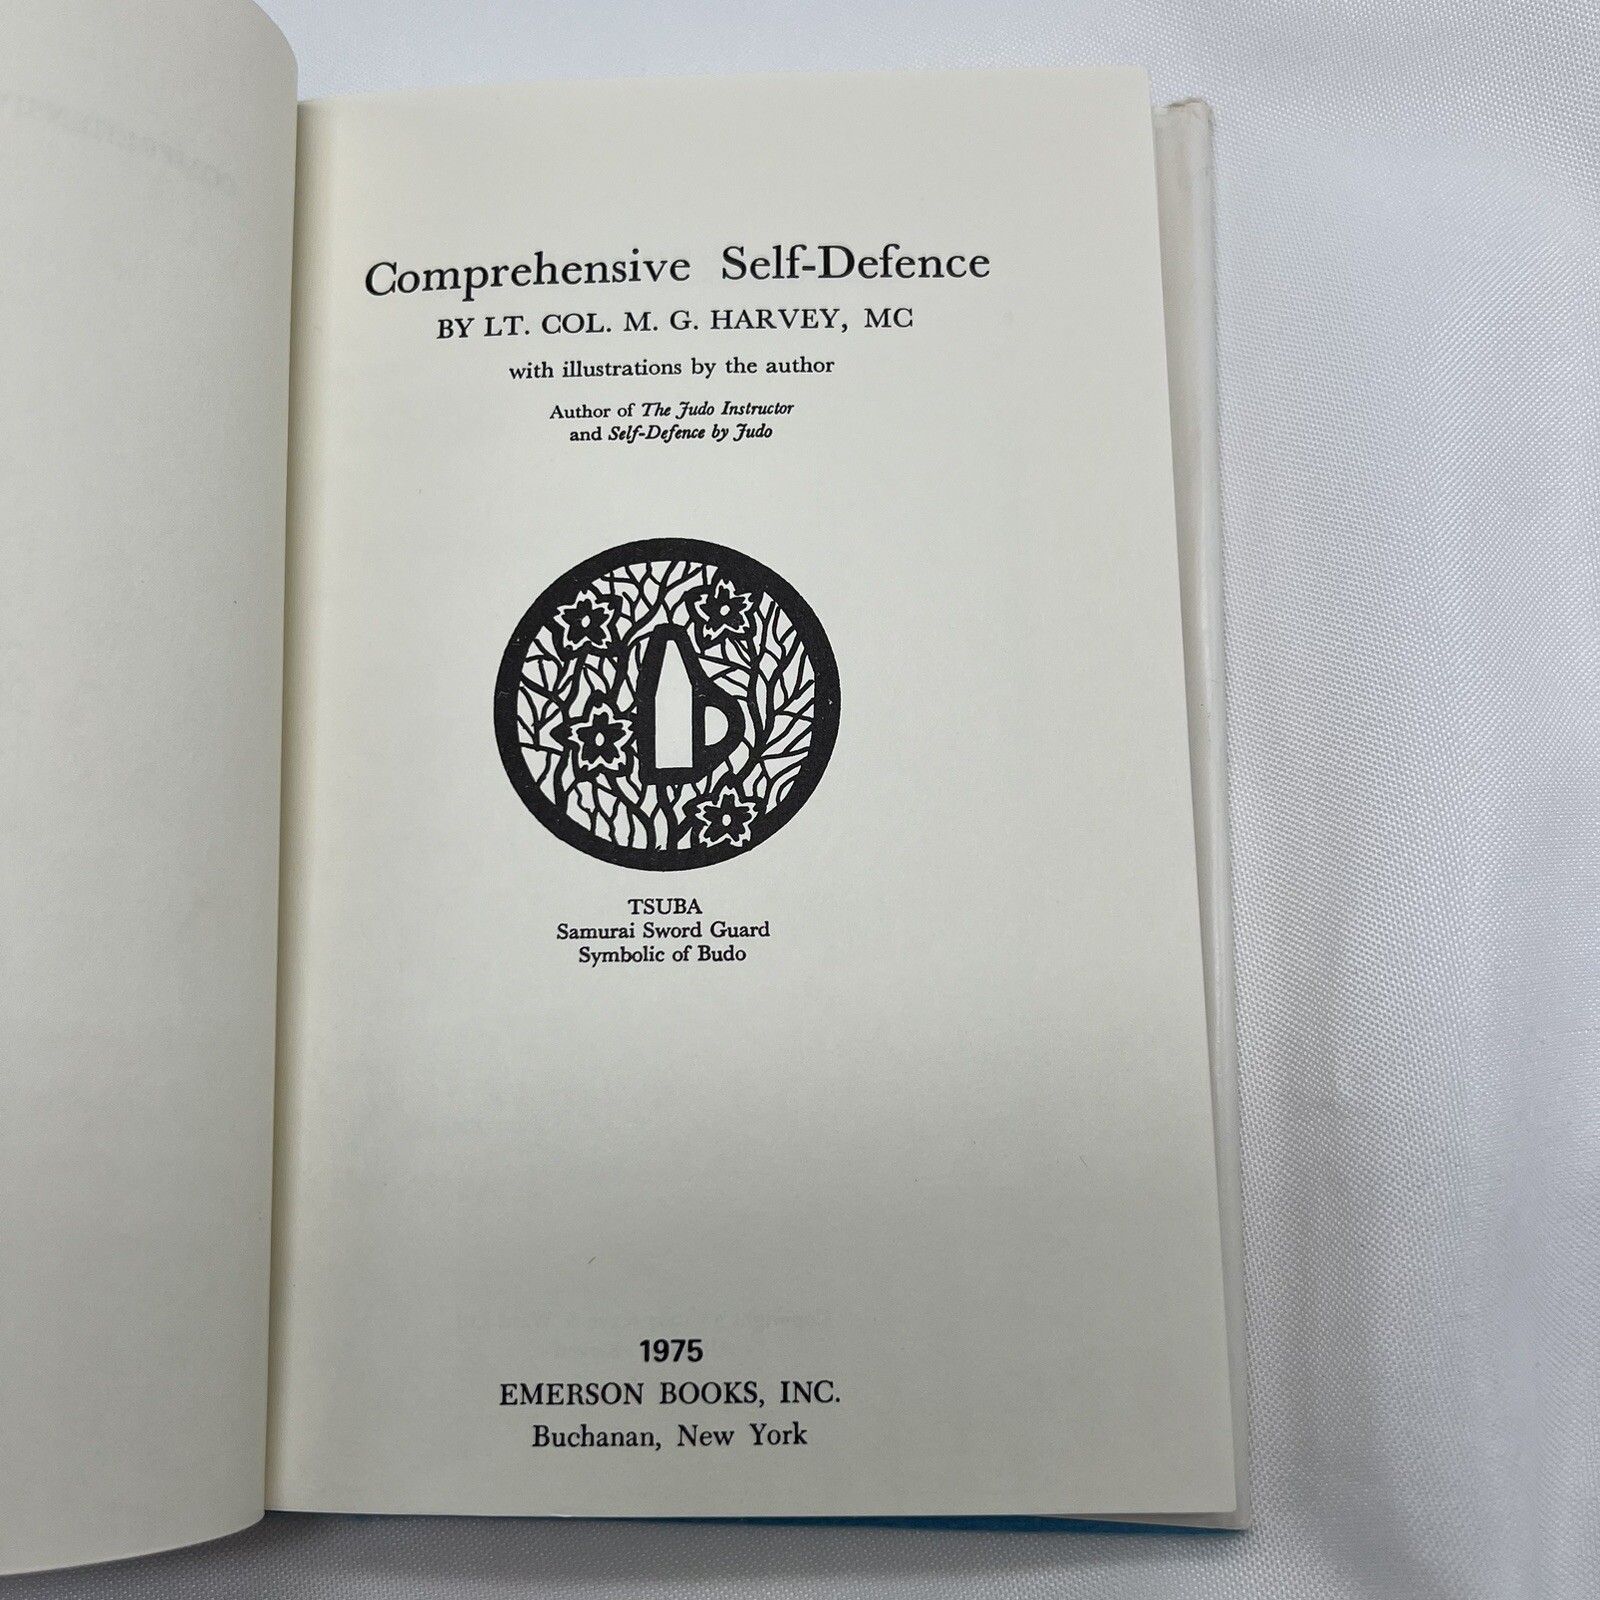 Comprehensive Self-Defence
BY LT. COL. M. G. HARVEY, MC
with illustrations by the author
Author of The Judo Instructor
and Self-Defence by Judo
TSUBA
Samurai Sword Guard
Symbolic of Budo
1975
EMERSON BOOKS, INC.
Buchanan, New York